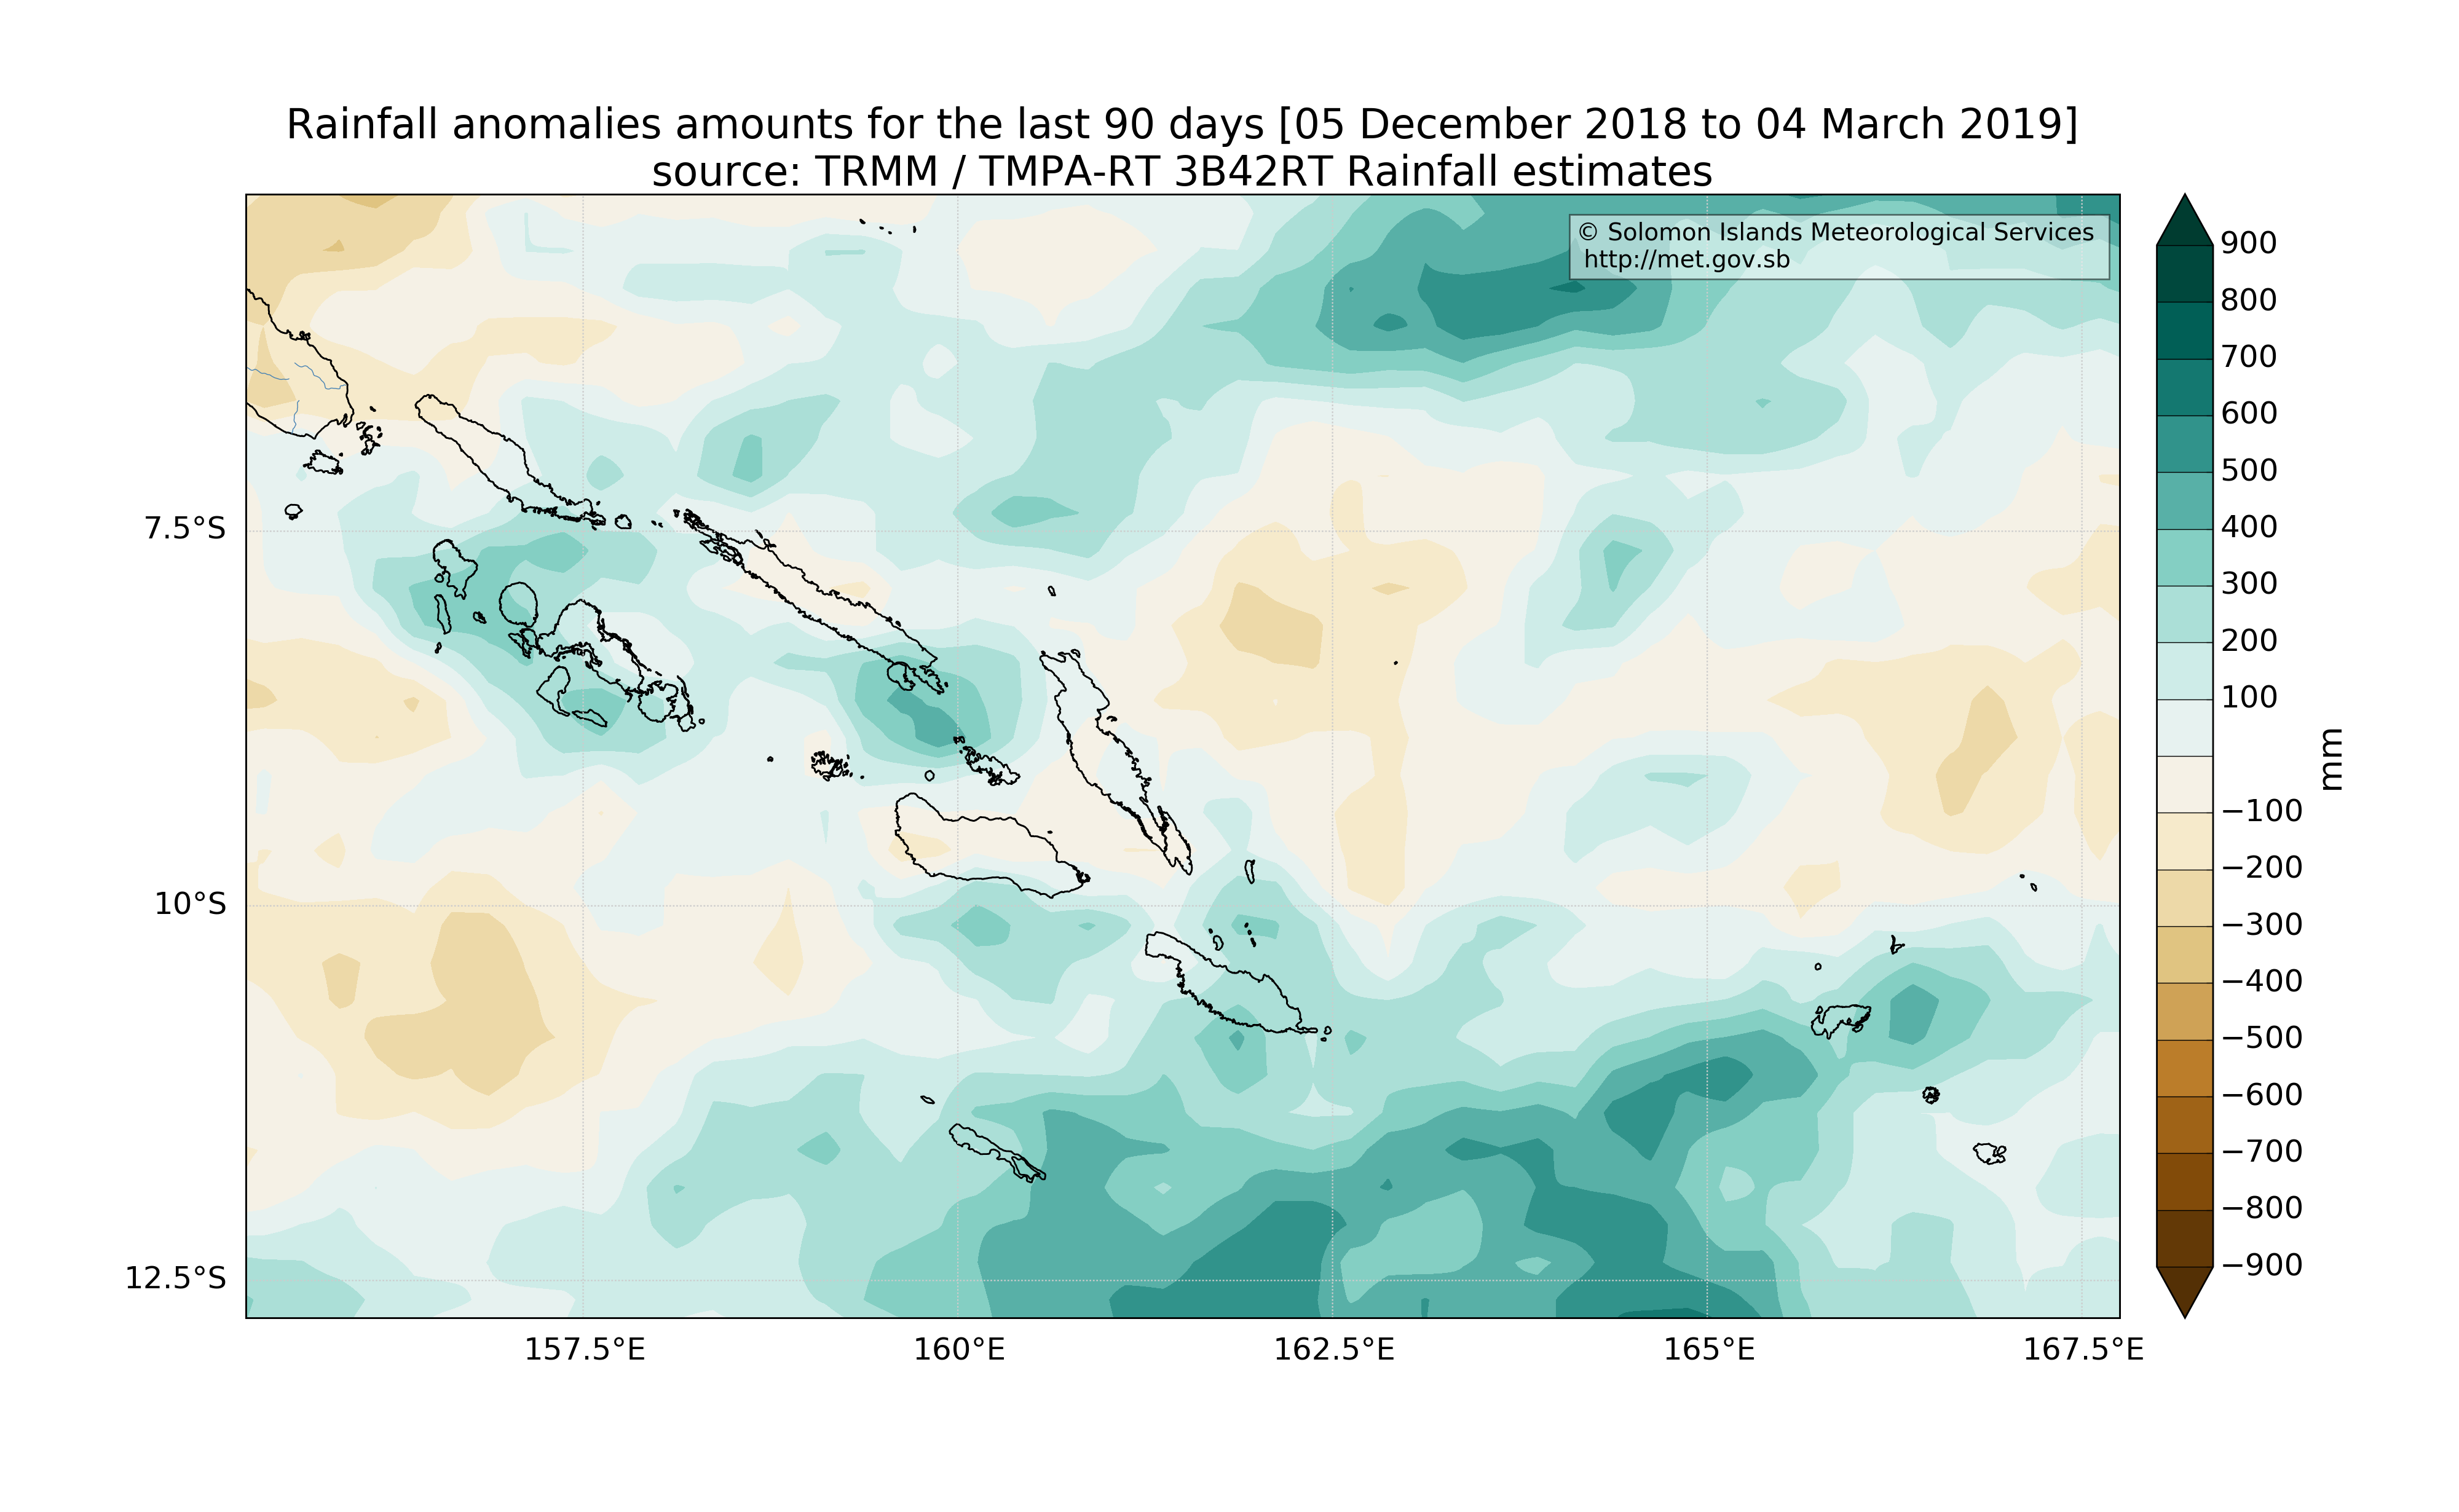 Rainfall anomalies amounts for the last 90 days [05 December 2018 to 04 March 2019]
source: TRMM / TMPA-RT 3B42RT Rainfall estimates
© Solomon Islands Meteorological Services
http://met.gov.sb
7.5°S
10°S
12.5°S
157.5°E
160°E
162.5°E
165°E
167.5°E
900
800
700
600
500
400
300
200
100
−100
−200
−300
−400
−500
−600
−700
−800
−900
mm